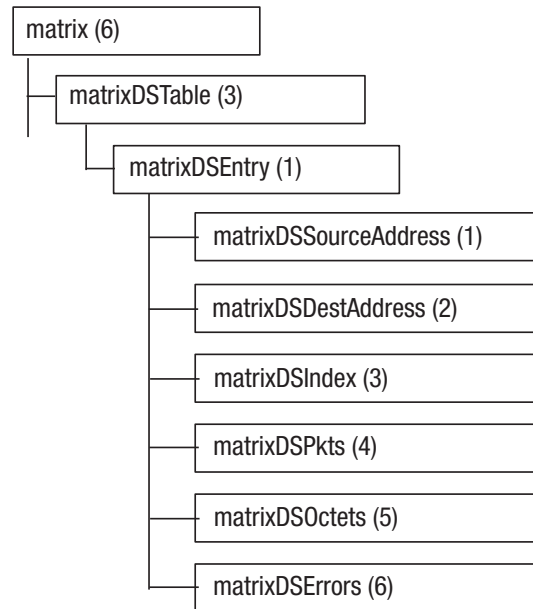 matrix (6)
matrixDSTable (3)
matrixDSEntry (1)
matrixDSSourceAddress (1)
matrixDSDestAddress (2)
matrixDSIndex (3)
matrixDSPkts (4)
matrixDSOctets (5)
matrixDSErrors (6)